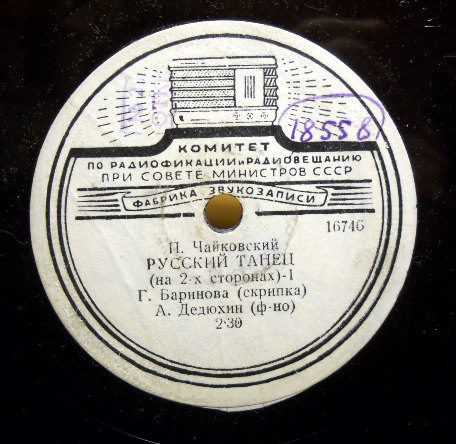 18558
КОМИТЕТ
ПО РАДИОФИКАЦИИ и РАДИОВЕЩАНИЮ
ПРИ СОВЕТЕ МИНИСТРОВ СССР
ФАБРИКА ЗВУКОЗАПИСИ
16746
П. Чайковский
РУССКИЙ ТАНЕЦ
(на 2-х сторонах)-1
Г. Баринова (скрипка)
А. Дедюхин (ф-но)
2-30